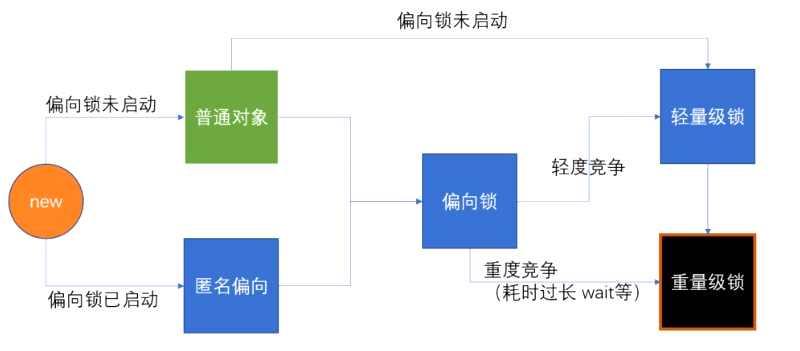 偏向锁未启动
偏向锁未启动
普通对象
轻量级锁
轻度竞争
new
偏向锁
重度竞争
（耗时过长 wait等）
重量级锁
匿名偏向
偏向锁已启动